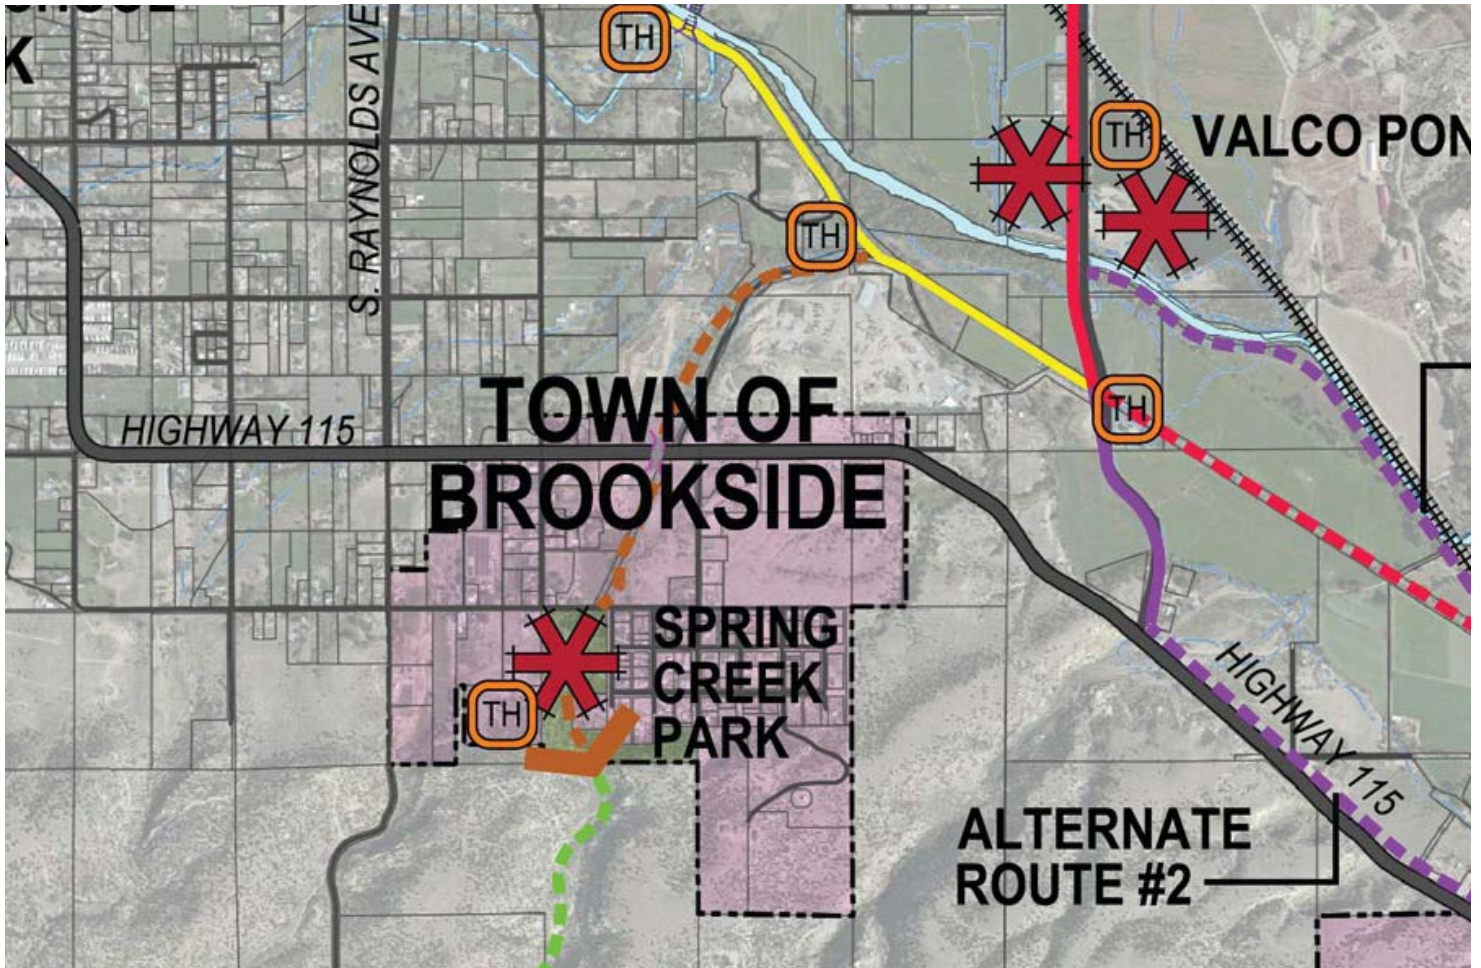 K
S. RAYNOLDS AVE
TH
TH
VALCO PON
TH
TH
HIGHWAY 115
TOWN OF
BROOKSIDE
SPRING
CREEK
PARK
TH
HIGHWAY 115
ALTERNATE
ROUTE #2